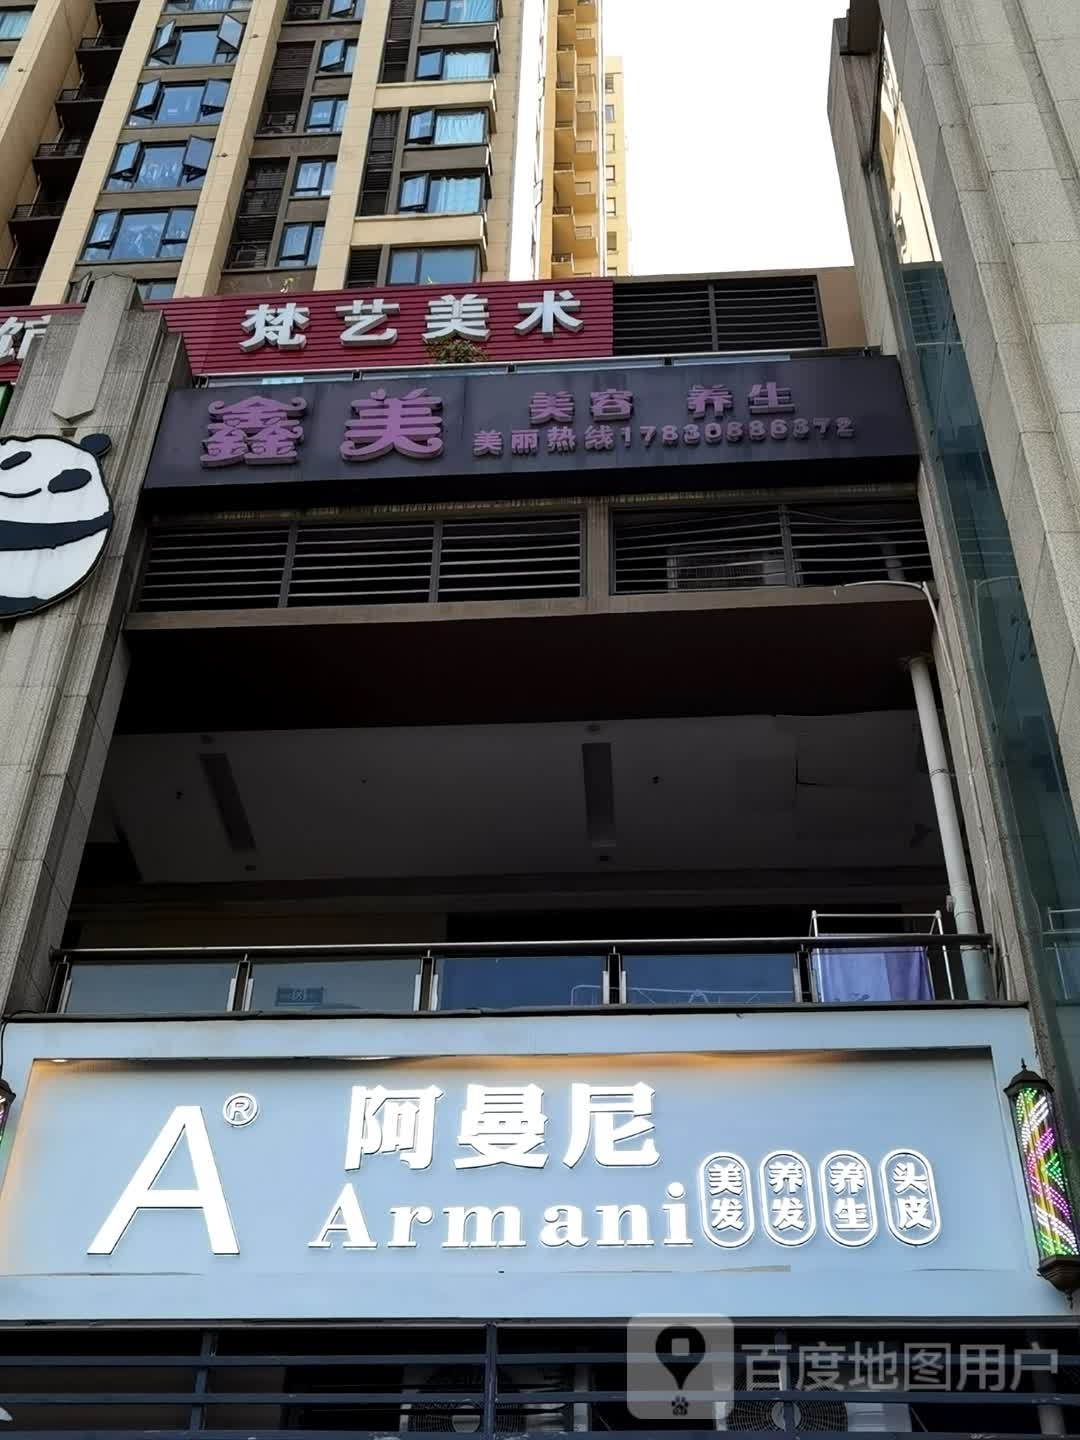 馆 梵艺美术
鑫美 美容 养生
美丽热线17830886372
A® 阿曼尼
Armani 美发 养发 养生 头皮
百度地图用户